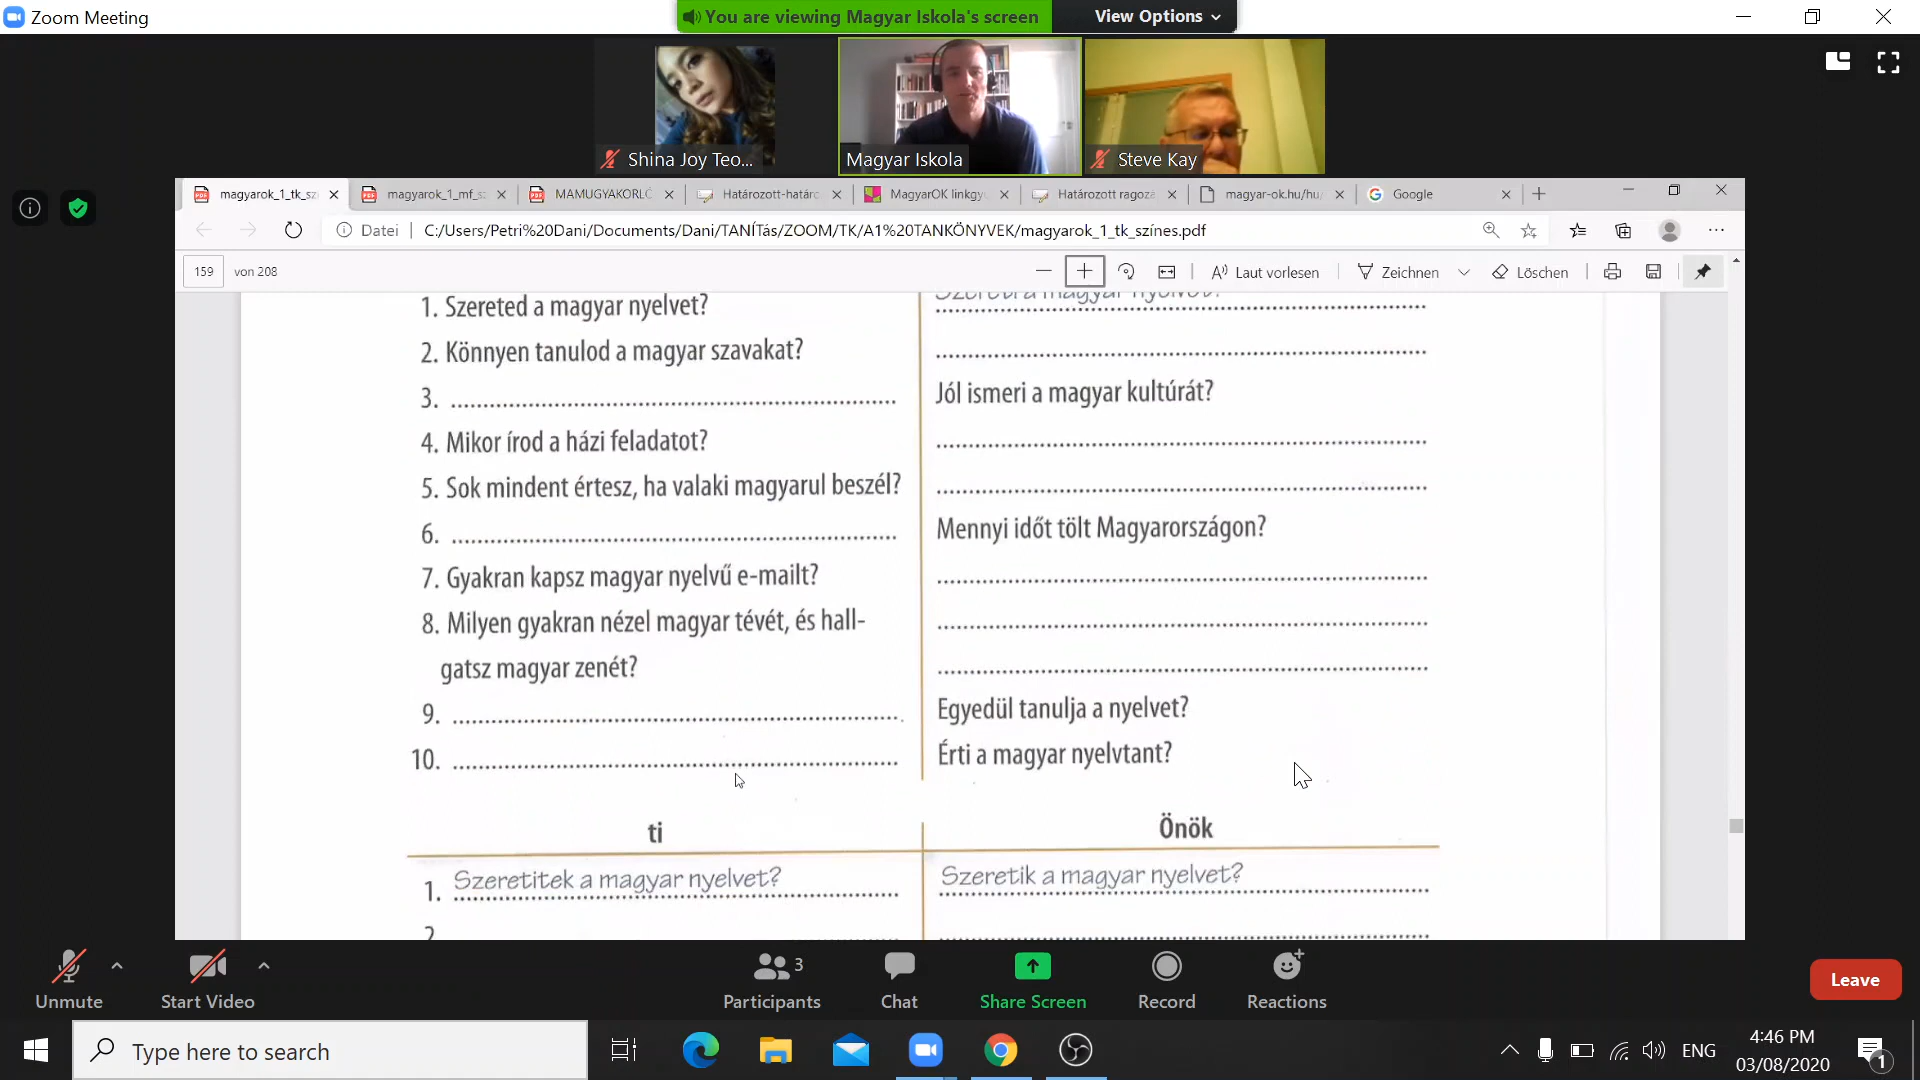 Zoom Meeting
You are viewing Magyar Iskola's screen
View Options
Shina Joy Teo...
Magyar Iskola
Steve Kay
magyarok_1_tk_sz
magyarok_1_mf_s
MAMUGYAKORLÓ
Határozott-határo
MagyarOK linkgy
Határozott ragozá
magyar-ok.hu/hu/
Google
Datei
C:/Users/Petri%20Dani/Documents/Dani/TANÍTás/ZOOM/TK/A1%20TANKÖNYVEK/magyarok_1_tk_színes.pdf
159 von 208
Laut vorlesen
Zeichnen
Löschen
1. Szereted a magyar nyelvet?
Szereti a magyar nyelvet?
2. Könnyen tanulod a magyar szavakat?
3.
Jól ismeri a magyar kultúrát?
4. Mikor írod a házi feladatot?
5. Sok mindent értesz, ha valaki magyarul beszél?
6.
Mennyi időt tölt Magyarországon?
7. Gyakran kapsz magyar nyelvű e-mailt?
8. Milyen gyakran nézel magyar tévét, és hall-
gatsz magyar zenét?
9.
Egyedül tanulja a nyelvet?
10.
Érti a magyar nyelvtant?
ti
Önök
1. Szeretitek a magyar nyelvet?
Szeretik a magyar nyelvet?
2
Unmute
Start Video
Participants
3
Chat
Share Screen
Record
Reactions
Leave
Type here to search
ENG
4:46 PM
03/08/2020
1